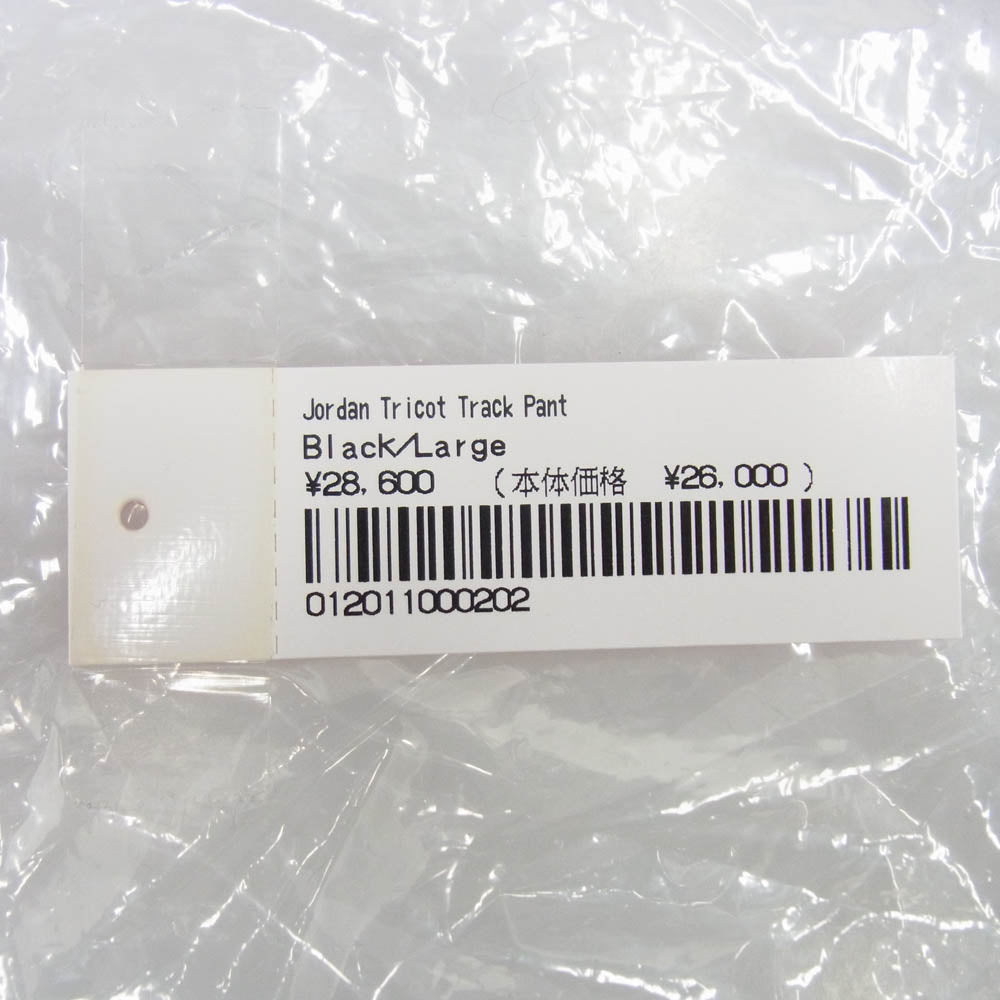 Jordan Tricot Track Pant
Black/Large
¥28,600 (本体価格 ¥26,000)
012011000202